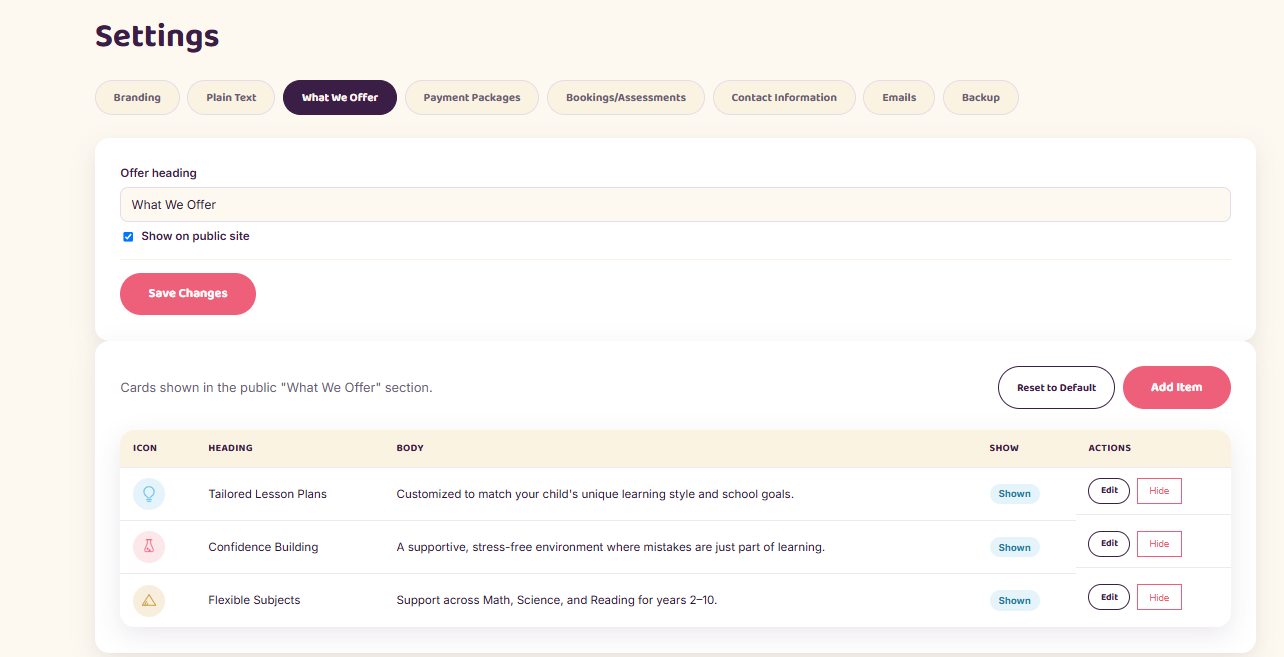 Settings
Branding Plain Text What We Offer Payment Packages Bookings/Assessments Contact Information Emails Backup
Offer heading
What We Offer
Show on public site
Save Changes
Cards shown in the public "What We Offer" section.
Reset to Default Add Item
ICON HEADING BODY SHOW ACTIONS
Tailored Lesson Plans Customized to match your child's unique learning style and school goals. Shown Edit Hide
Confidence Building A supportive, stress-free environment where mistakes are just part of learning. Shown Edit Hide
Flexible Subjects Support across Math, Science, and Reading for years 2–10. Shown Edit Hide